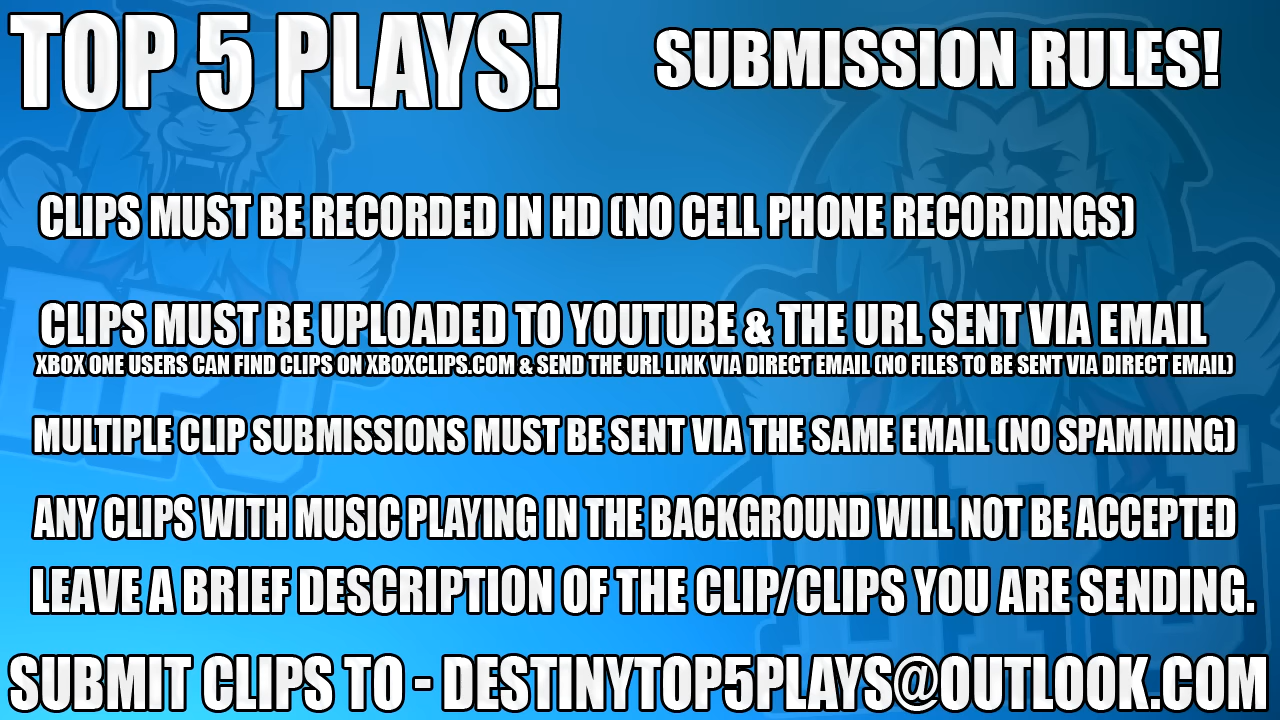 TOP 5 PLAYS!
SUBMISSION RULES!
CLIPS MUST BE RECORDED IN HD (NO CELL PHONE RECORDINGS)
CLIPS MUST BE UPLOADED TO YOUTUBE & THE URL SENT VIA EMAIL
XBOX ONE USERS CAN FIND CLIPS ON XBOXCLIPS.COM & SEND THE URL LINK VIA DIRECT EMAIL (NO FILES TO BE SENT VIA DIRECT EMAIL)
MULTIPLE CLIP SUBMISSIONS MUST BE SENT VIA THE SAME EMAIL (NO SPAMMING)
ANY CLIPS WITH MUSIC PLAYING IN THE BACKGROUND WILL NOT BE ACCEPTED
LEAVE A BRIEF DESCRIPTION OF THE CLIP/CLIPS YOU ARE SENDING.
SUBMIT CLIPS TO - DESTINYTOP5PLAYS@OUTLOOK.COM